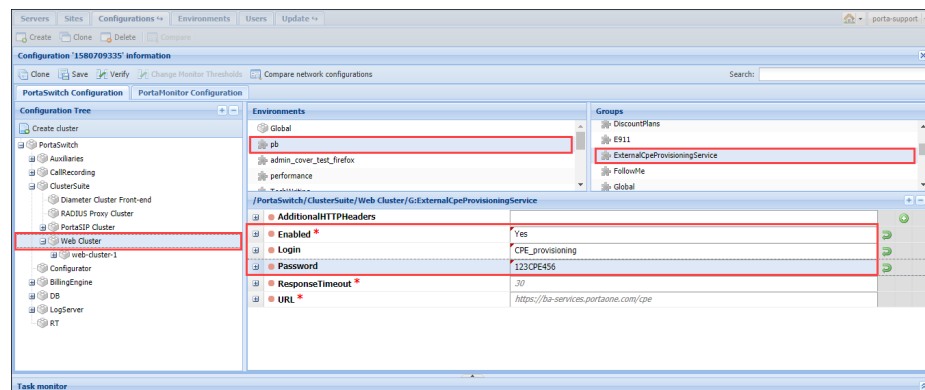 Servers Sites Configurations Environments Users Update porta-support
Create Clone Delete Compare
Configuration '1580709335' information
Clone Save Verify Change Monitor Thresholds Compare network configurations Search:
PortaSwitch Configuration PortaMonitor Configuration
Configuration Tree Environments Groups
Create cluster
PortaSwitch
Auxiliaries
CallRecording
ClusterSuite
Diameter Cluster Front-end
RADIUS Proxy Cluster
PortaSIP Cluster
Web Cluster
web-cluster-1
Configurator
BillingEngine
DB
LogServer
RT
Global
pb
admin_cover_test_firefox
performance
TechWriting
DiscountPlans
E911
ExternalCpeProvisioningService
FollowMe
Global
/PortaSwitch/ClusterSuite/Web Cluster/G:ExternalCpeProvisioningService
AdditionalHTTPHeaders
Enabled * Yes
Login CPE_provisioning
Password 123CPE456
ResponseTimeout * 30
URL * https://ba-services.portaone.com/cpe
Task monitor